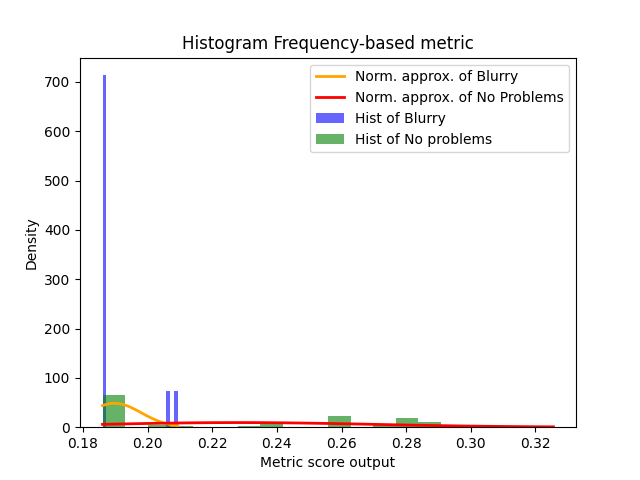 Histogram Frequency-based metric
Norm. approx. of Blurry
Norm. approx. of No Problems
Hist of Blurry
Hist of No problems
Density
700
600
500
400
300
200
100
0
0.18 0.20 0.22 0.24 0.26 0.28 0.30 0.32
Metric score output